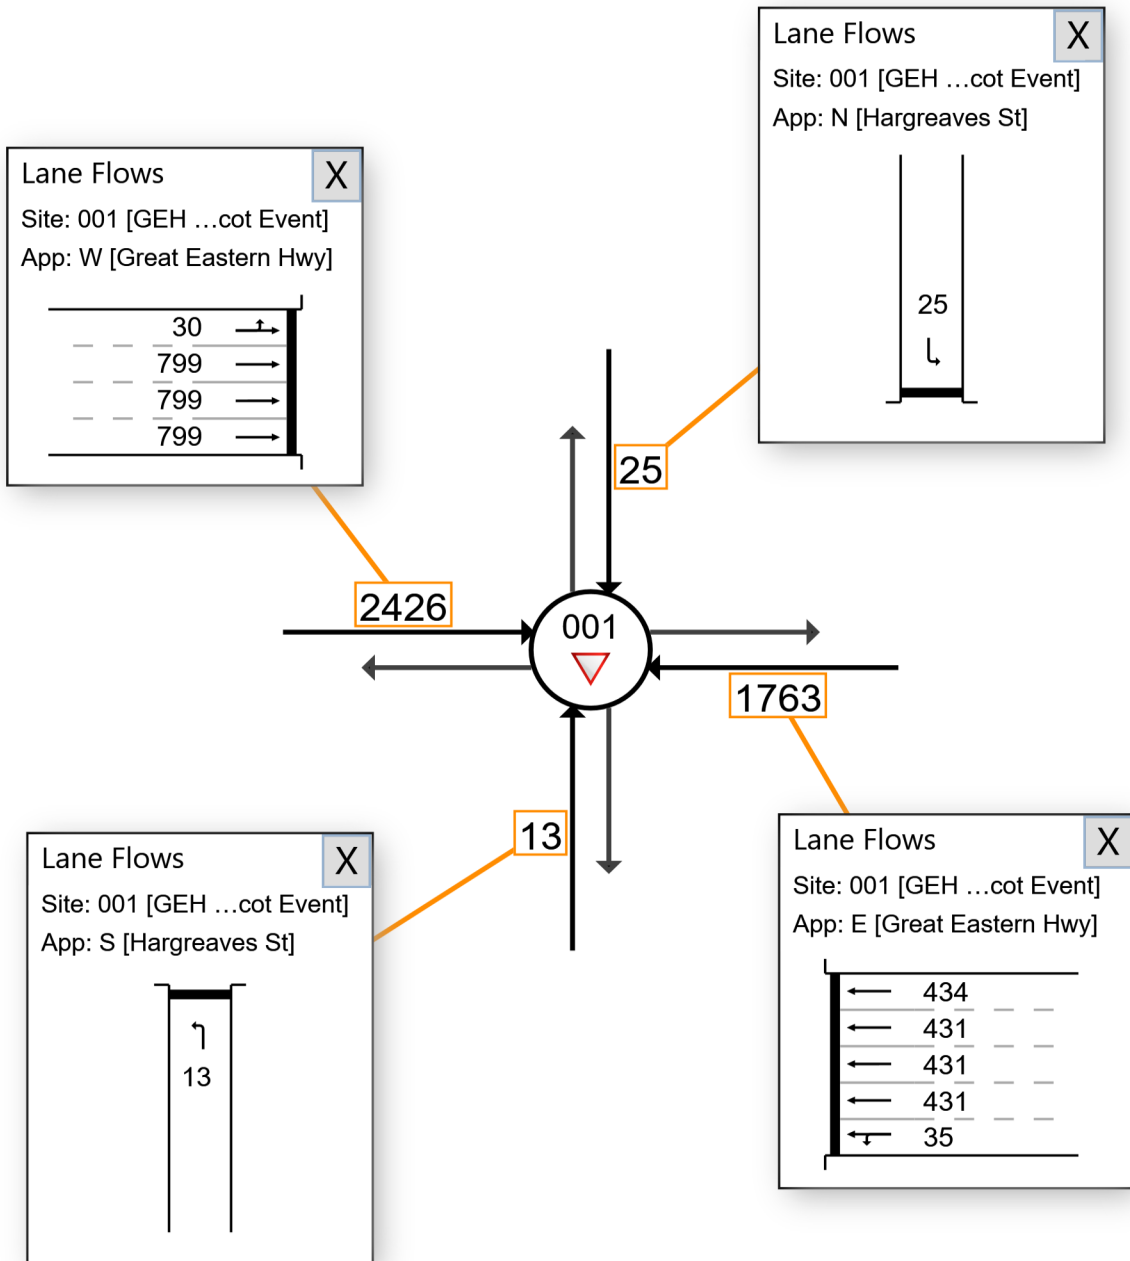 Lane Flows
X
Site: 001 [GEH ...cot Event]
App: N [Hargreaves St]
25
Lane Flows
X
Site: 001 [GEH ...cot Event]
App: W [Great Eastern Hwy]
30
799
799
799
25
2426
001
1763
13
Lane Flows
X
Site: 001 [GEH ...cot Event]
App: S [Hargreaves St]
13
Lane Flows
X
Site: 001 [GEH ...cot Event]
App: E [Great Eastern Hwy]
434
431
431
431
35